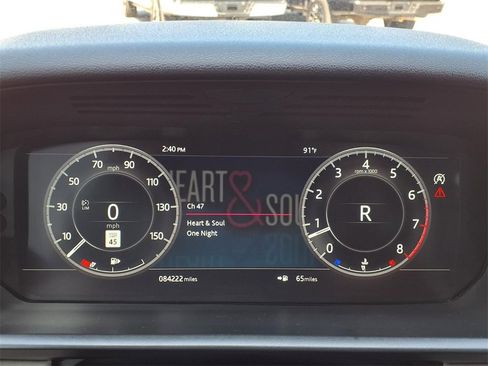 2:40 PM 91°F
70 90
mph
50 110
30 130
10 150
LIM
0
mph
45
HEART & SOUL
Ch 47
Heart & Soul
One Night
4
rpm x 1000
3 5
2 6
1 7
0 8
R
084222 miles
65 miles